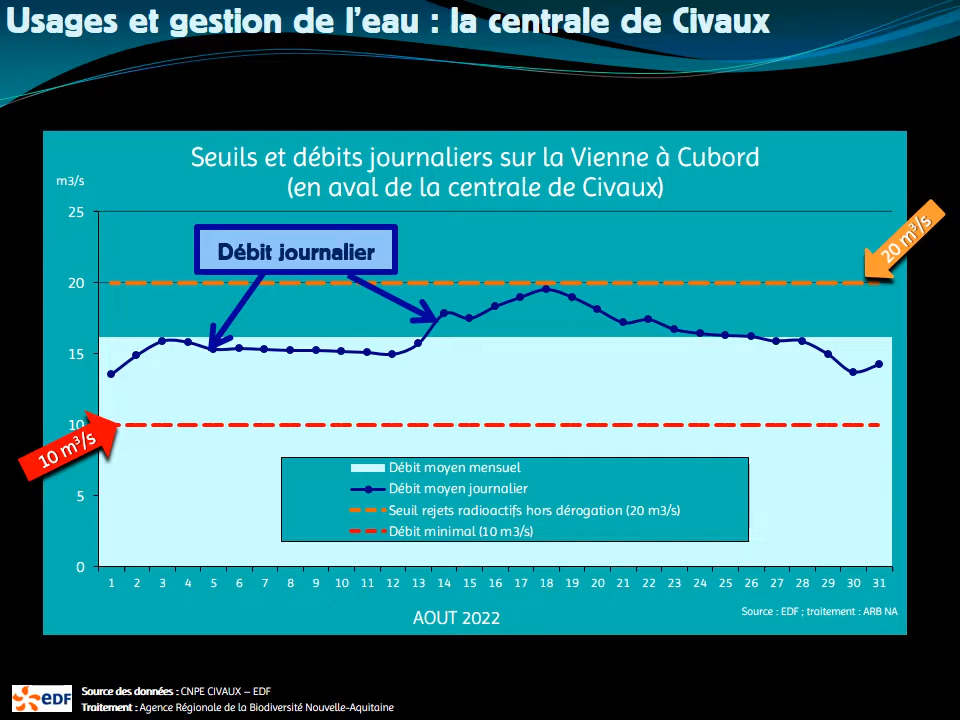 Usages et gestion de l'eau : la centrale de Civaux
Seuils et débits journaliers sur la Vienne à Cubord
(en aval de la centrale de Civaux)
m3/s
25
20
15
10
5
0
Débit journalier
20 m³/s
10 m³/s
Débit moyen mensuel
Débit moyen journalier
Seuil rejets radioactifs hors dérogation (20 m3/s)
Débit minimal (10 m3/s)
1 2 3 4 5 6 7 8 9 10 11 12 13 14 15 16 17 18 19 20 21 22 23 24 25 26 27 28 29 30 31
AOUT 2022
Source : EDF ; traitement : ARB NA
EDF
Source des données : CNPE CIVAUX – EDF
Traitement : Agence Régionale de la Biodiversité Nouvelle-Aquitaine